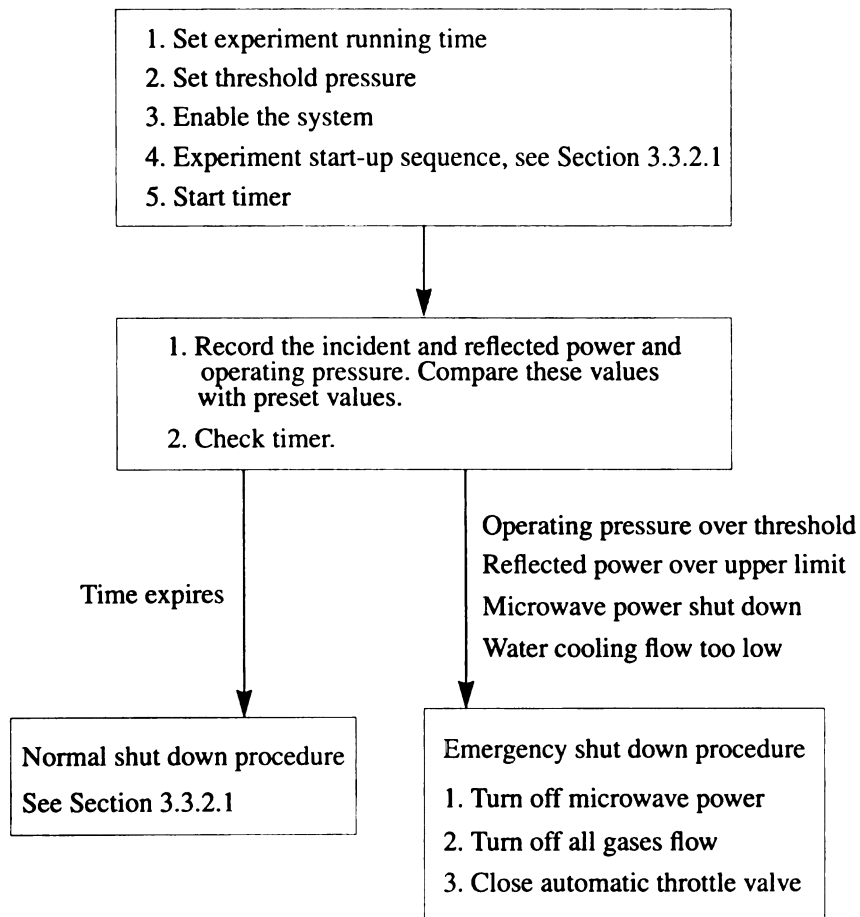 1. Set experiment running time
2. Set threshold pressure
3. Enable the system
4. Experiment start-up sequence, see Section 3.3.2.1
5. Start timer
1. Record the incident and reflected power and
operating pressure. Compare these values
with preset values.
2. Check timer.
Time expires
Operating pressure over threshold
Reflected power over upper limit
Microwave power shut down
Water cooling flow too low
Normal shut down procedure
See Section 3.3.2.1
Emergency shut down procedure
1. Turn off microwave power
2. Turn off all gases flow
3. Close automatic throttle valve